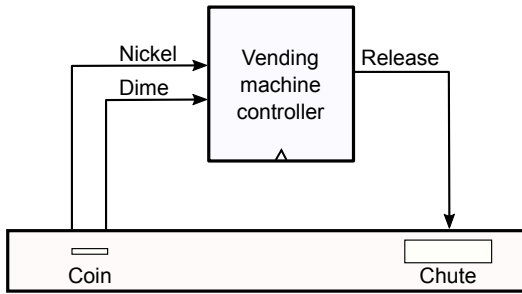 Nickel
Dime
Vending
machine
controller
Release
Coin
Chute